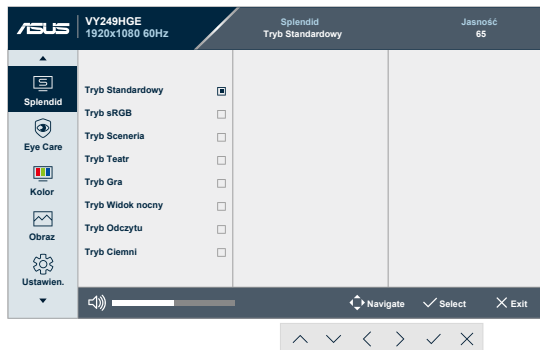 ASUS
VY249HGE
1920x1080 60Hz
Splendid
Tryb Standardowy
Jasność
65
Splendid
Eye Care
Kolor
Obraz
Ustawien.
Tryb Standardowy
Tryb sRGB
Tryb Sceneria
Tryb Teatr
Tryb Gra
Tryb Widok nocny
Tryb Odczytu
Tryb Ciemni
Navigate
Select
Exit